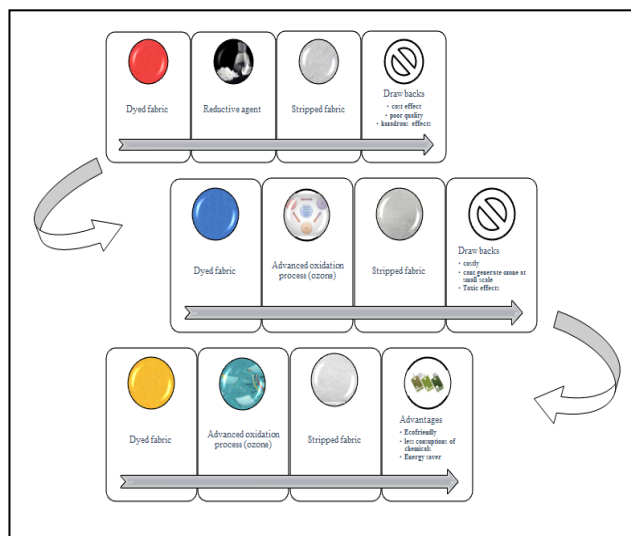 Dyed fabric
Reductive agent
Stripped fabric
Draw backs
• cost effect
• poor quality
• harzdrous effects
Dyed fabric
Advanced oxidation
process (ozone)
Stripped fabric
Draw backs
• costly
• cant generate ozone at
small scale
• Toxic effects
Dyed fabric
Advanced oxidation
process (ozone)
Stripped fabric
Advantages
• Ecofriendly
• less consuptions of
chemicals
• Energy saver